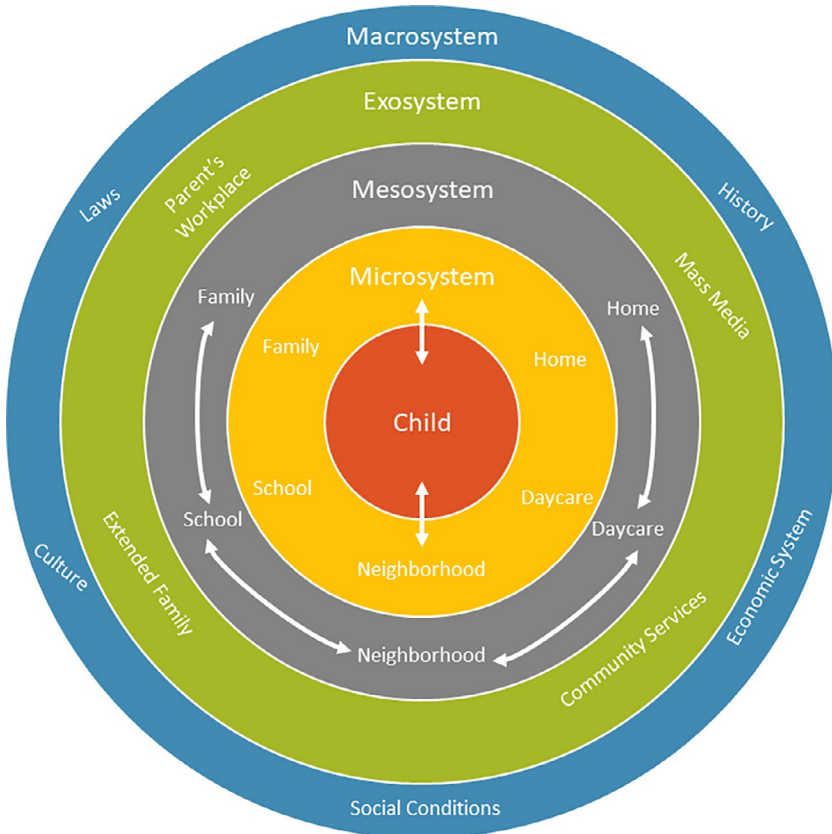 Macrosystem
Exosystem
Mesosystem
Microsystem
Child
Family
Home
School
Daycare
Neighborhood
Family
Home
School
Daycare
Neighborhood
Parent's
Workplace
Mass Media
Extended Family
Community Services
Laws
History
Culture
Economic System
Social Conditions